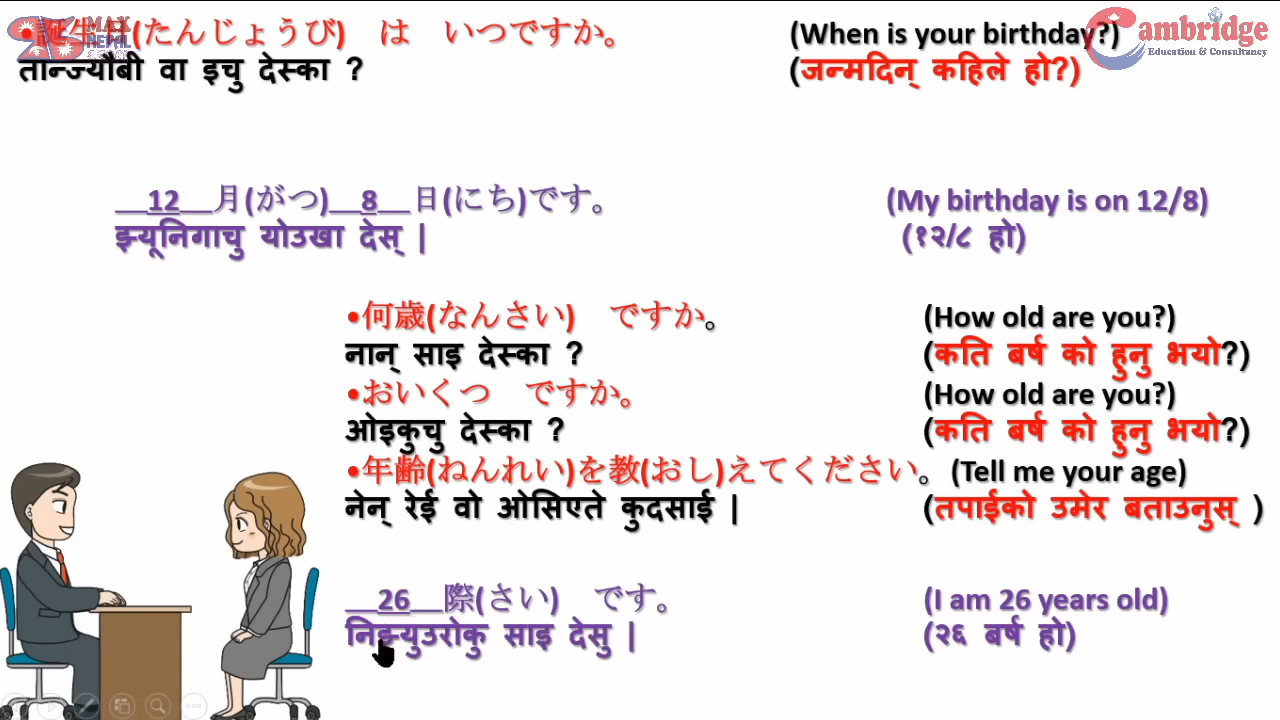 •誕生日(たんじょうび)　は　いつですか。 (When is your birthday?)
तान्ज्यौबी वा इचु देस्का ? (जन्मदिन् कहिले हो?)
MAX NEPAL
Cambridge
Education & Consultancy
__12__月(がつ)__8__日(にち)です。 (My birthday is on 12/8)
झ्यूनिगाचु योउखा देस् | (१२/८ हो)
•何歳(なんさい)　ですか。 (How old are you?)
नान् साइ देस्का ? (कति बर्ष को हुनु भयो?)
•おいくつ　ですか。 (How old are you?)
ओइकुचु देस्का ? (कति बर्ष को हुनु भयो?)
•年齢(ねんれい)を教(おし)えてください。 (Tell me your age)
नेन् रेई वो ओसिएते कुदसाई | (तपाईको उमेर बताउनुस् )
__26__際(さい)　です。 (I am 26 years old)
निझ्युउरोकु साइ देसु | (२६ बर्ष हो)